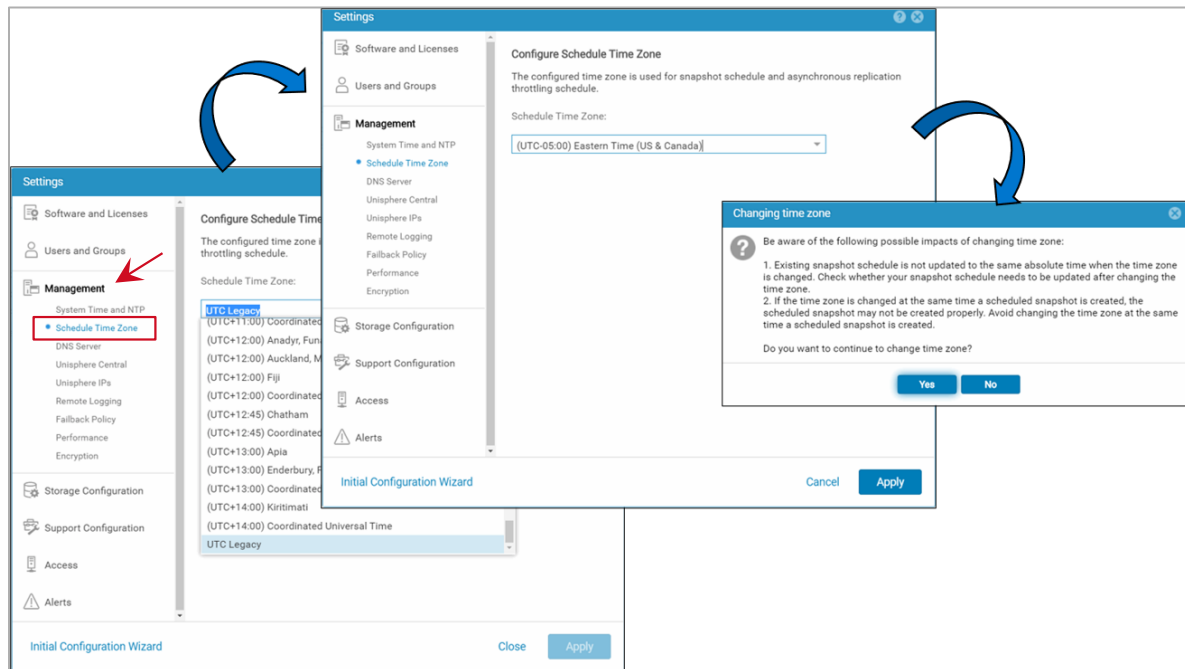 Settings
Software and Licenses
Users and Groups
Management
System Time and NTP
Schedule Time Zone
DNS Server
Unisphere Central
Unisphere IPs
Remote Logging
Failback Policy
Performance
Encryption
Storage Configuration
Support Configuration
Access
Alerts
Configure Schedule Time
The configured time zone i
throttling schedule.
Schedule Time Zone:
UTC Legacy
(UTC+11:00) Coordinated
(UTC+12:00) Anadyr, Fun
(UTC+12:00) Auckland, M
(UTC+12:00) Fiji
(UTC+12:00) Coordinated
(UTC+12:45) Chatham
(UTC+12:45) Coordinated
(UTC+13:00) Apia
(UTC+13:00) Enderbury, F
(UTC+13:00) Coordinated
(UTC+14:00) Kiritimati
(UTC+14:00) Coordinated Universal Time
UTC Legacy
Initial Configuration Wizard
Close
Apply
Settings
Software and Licenses
Users and Groups
Management
System Time and NTP
Schedule Time Zone
DNS Server
Unisphere Central
Unisphere IPs
Remote Logging
Failback Policy
Performance
Encryption
Storage Configuration
Support Configuration
Access
Alerts
Configure Schedule Time Zone
The configured time zone is used for snapshot schedule and asynchronous replication
throttling schedule.
Schedule Time Zone:
(UTC-05:00) Eastern Time (US & Canada)
Initial Configuration Wizard
Cancel
Apply
Changing time zone
Be aware of the following possible impacts of changing time zone:
1. Existing snapshot schedule is not updated to the same absolute time when the time zone
is changed. Check whether your snapshot schedule needs to be updated after changing the
time zone.
2. If the time zone is changed at the same time a scheduled snapshot is created, the
scheduled snapshot may not be created properly. Avoid changing the time zone at the same
time a scheduled snapshot is created.
Do you want to continue to change time zone?
Yes
No